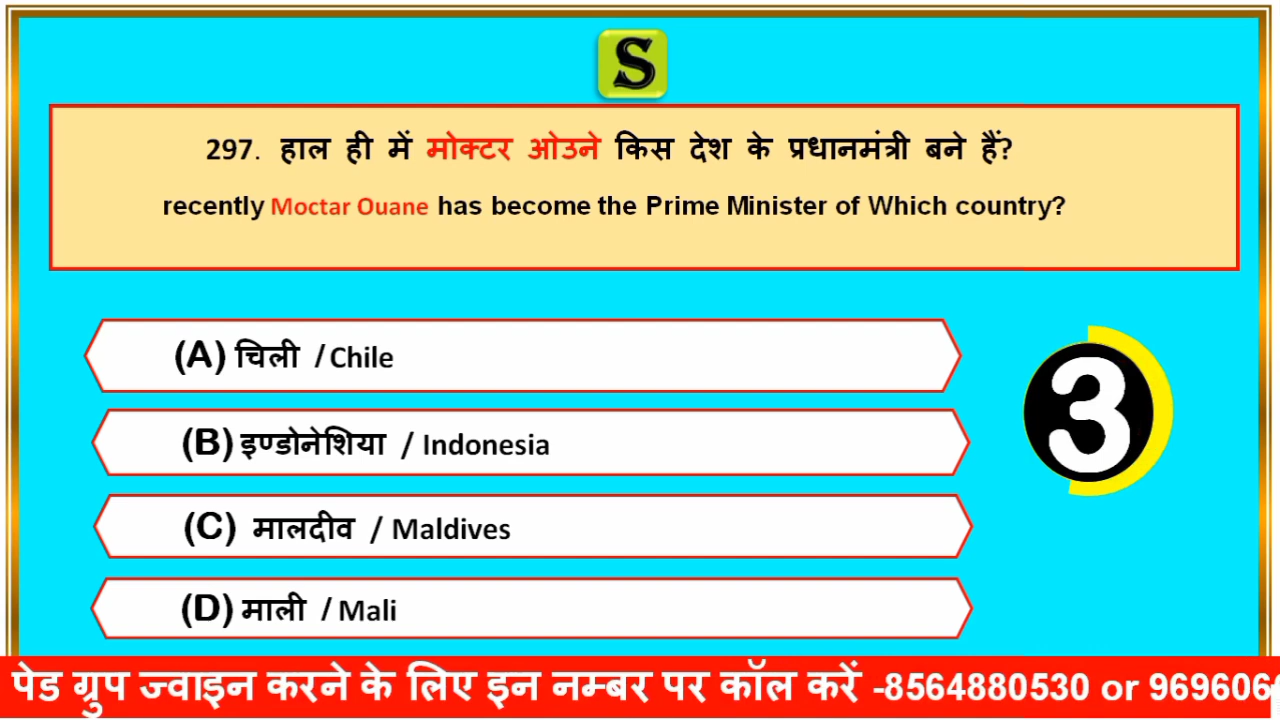 S
297. हाल ही में मोक्टर ओउने किस देश के प्रधानमंत्री बने हैं?
recently Moctar Ouane has become the Prime Minister of Which country?
(A) चिली / Chile
3
(B) इण्डोनेशिया / Indonesia
(C) मालदीव / Maldives
(D) माली / Mali
पेड ग्रुप ज्वाइन करने के लिए इन नम्बर पर कॉल करें -8564880530 or 969606